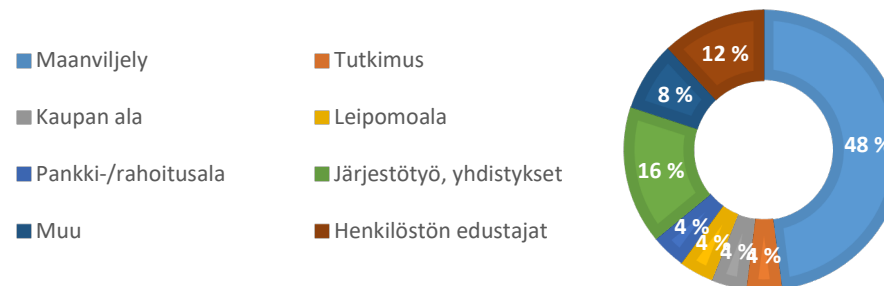 Maanviljely
Tutkimus
Kaupan ala
Leipomoala
Pankki-/rahoitusala
Järjestötyö, yhdistykset
Muu
Henkilöstön edustajat
48 %
4 %
4 %
4 %
4 %
16 %
8 %
12 %